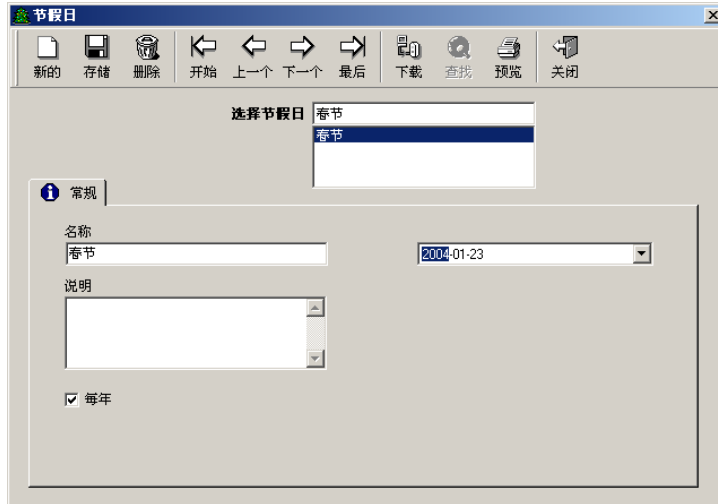 节假日
新的 存储 删除 开始 上一个 下一个 最后 下载 查找 预览 关闭
选择节假日 春节
春节
常规
名称
春节 2004-01-23
说明
每年